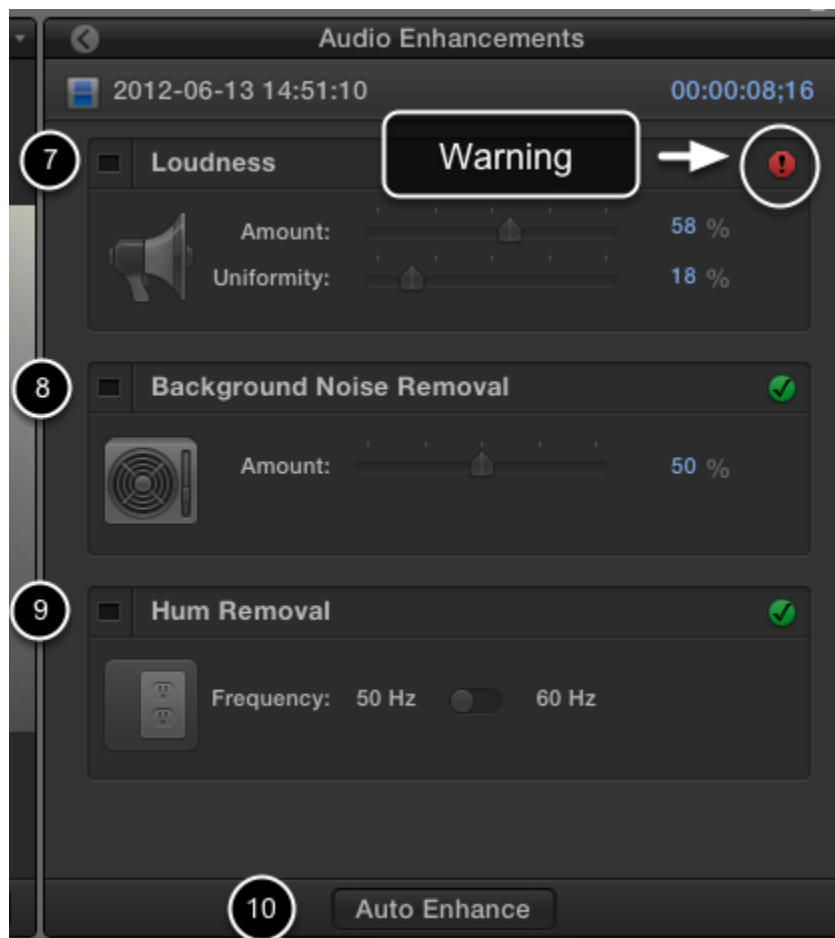 Audio Enhancements
2012-06-13 14:51:10 00:00:08;16
7 Loudness Warning
Amount: 58 %
Uniformity: 18 %
8 Background Noise Removal
Amount: 50 %
9 Hum Removal
Frequency: 50 Hz 60 Hz
10 Auto Enhance